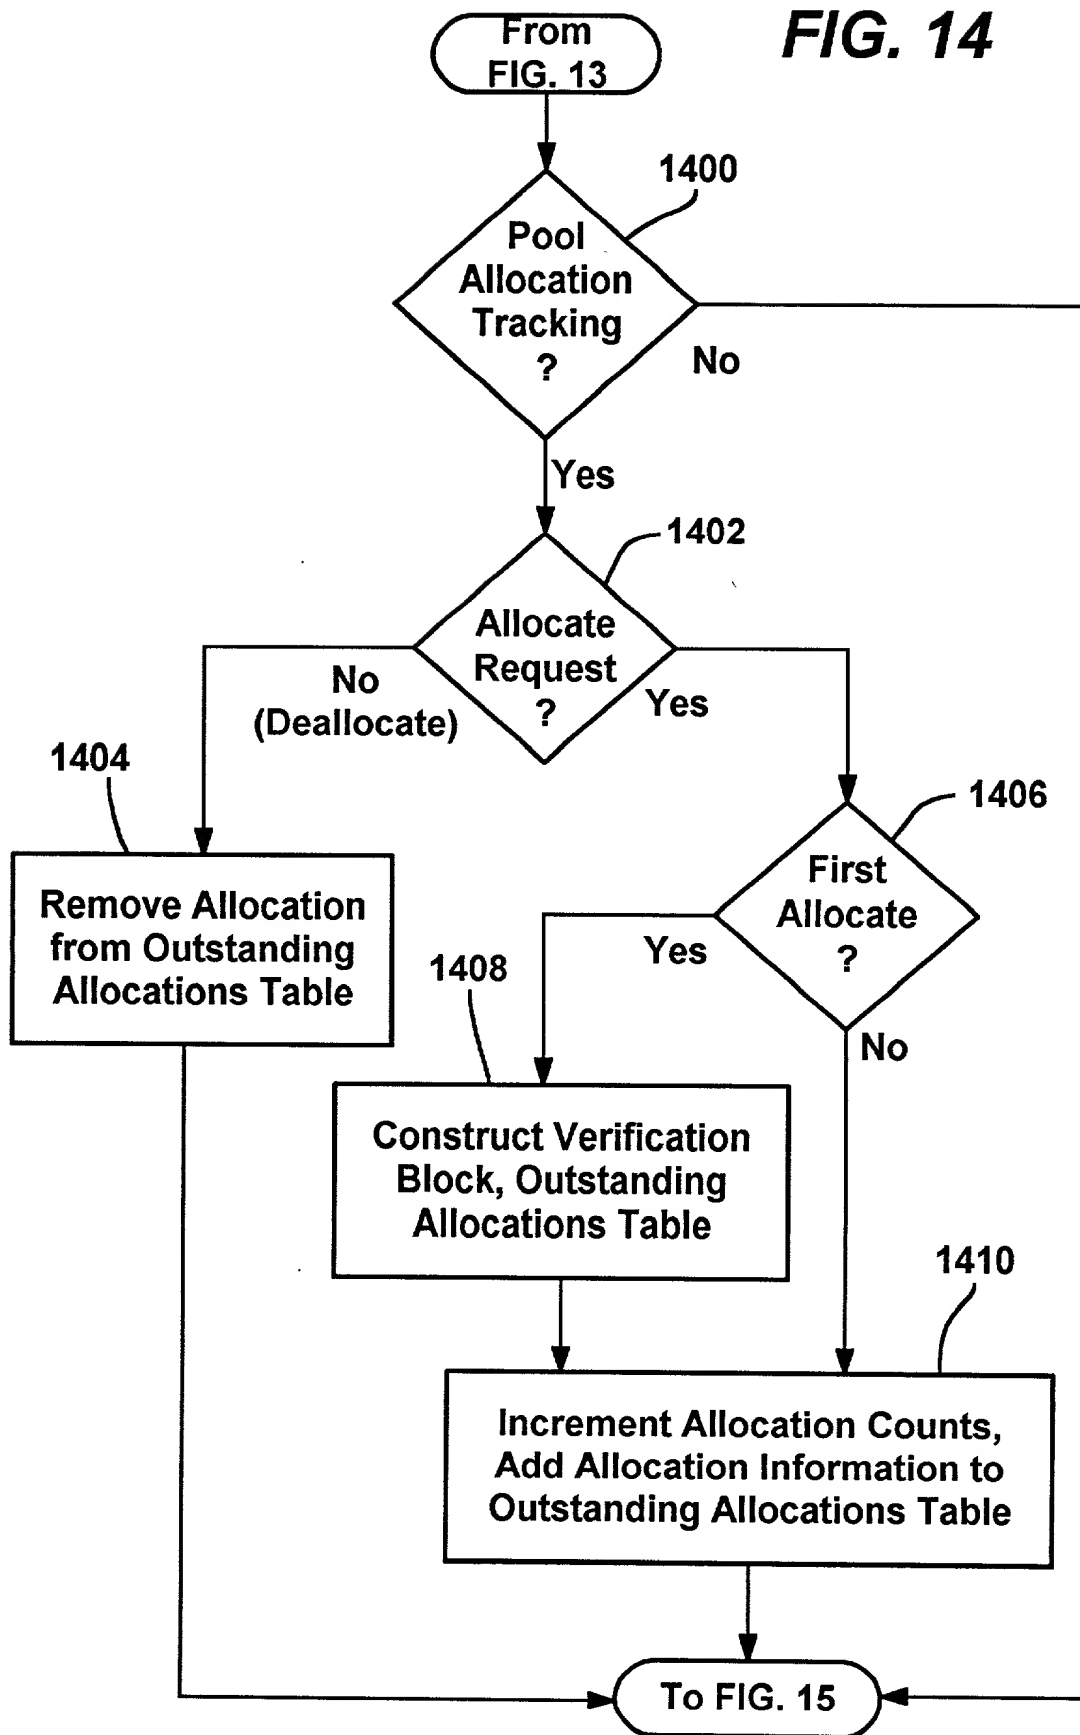 From
FIG. 13
FIG. 14
1400
Pool
Allocation
Tracking
?
No
Yes
1402
Allocate
Request
?
No
(Deallocate)
Yes
1404
1406
Remove Allocation
from Outstanding
Allocations Table
First
Allocate
?
Yes
1408
No
Construct Verification
Block, Outstanding
Allocations Table
1410
Increment Allocation Counts,
Add Allocation Information to
Outstanding Allocations Table
To FIG. 15